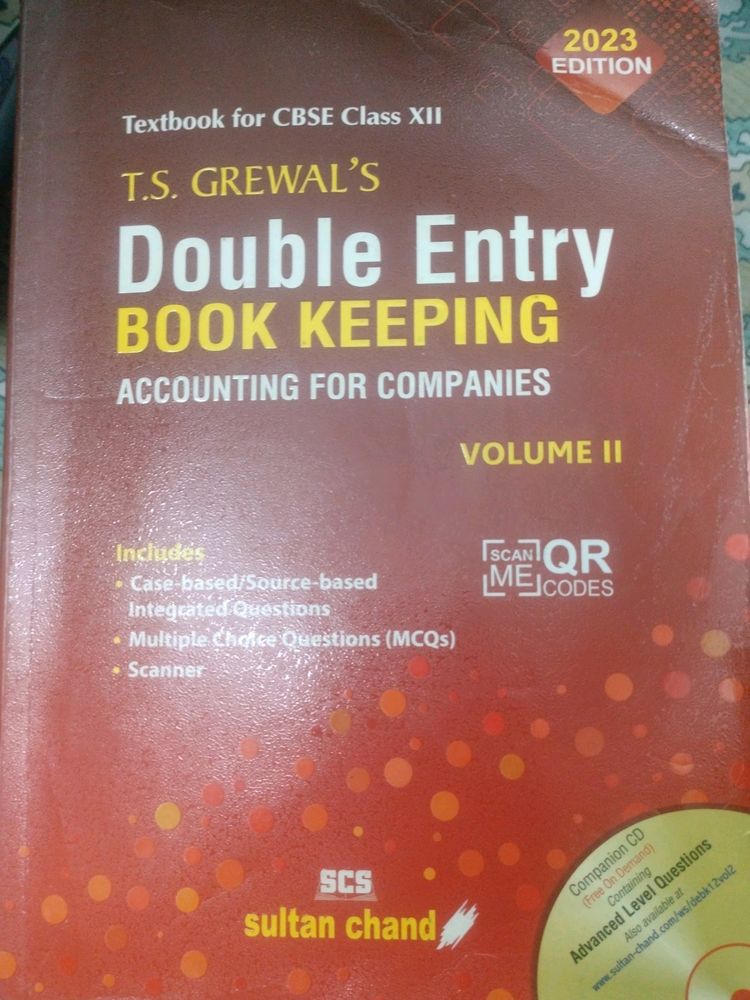 2023
EDITION
Textbook for CBSE Class XII
T.S. GREWAL'S
Double Entry
BOOK KEEPING
ACCOUNTING FOR COMPANIES
VOLUME II
Includes
• Case-based/Source-based
Integrated Questions
• Multiple Choice Questions (MCQs)
• Scanner
SCAN
ME
QR
CODES
SCS
sultan chand
Companion CD
(Free On Demand)
Containing
Advanced Level Questions
Also available at
www.sultan-chand.com/ws/debk12vol2